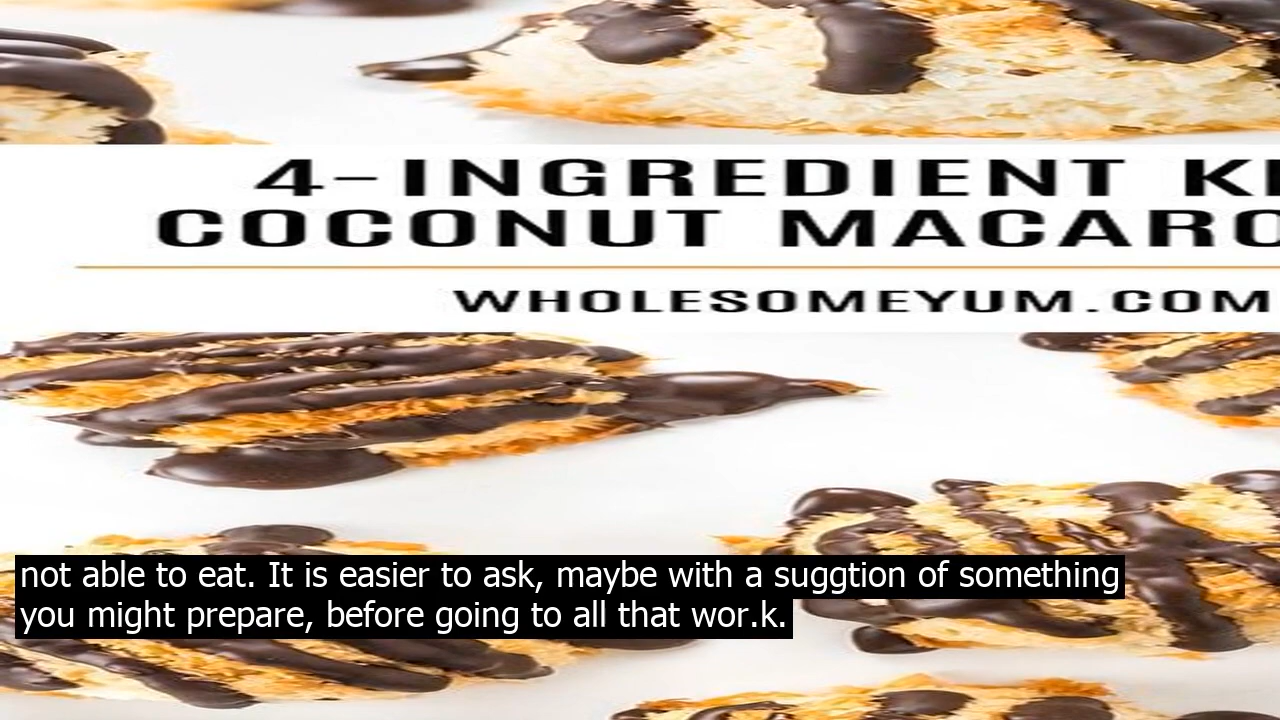 4-INGREDIENT
COCONUT
WHOLESOMEYUM.COM
not able to eat. It is easier to ask, maybe with a suggtion of something
you might prepare, before going to all that wor.k.